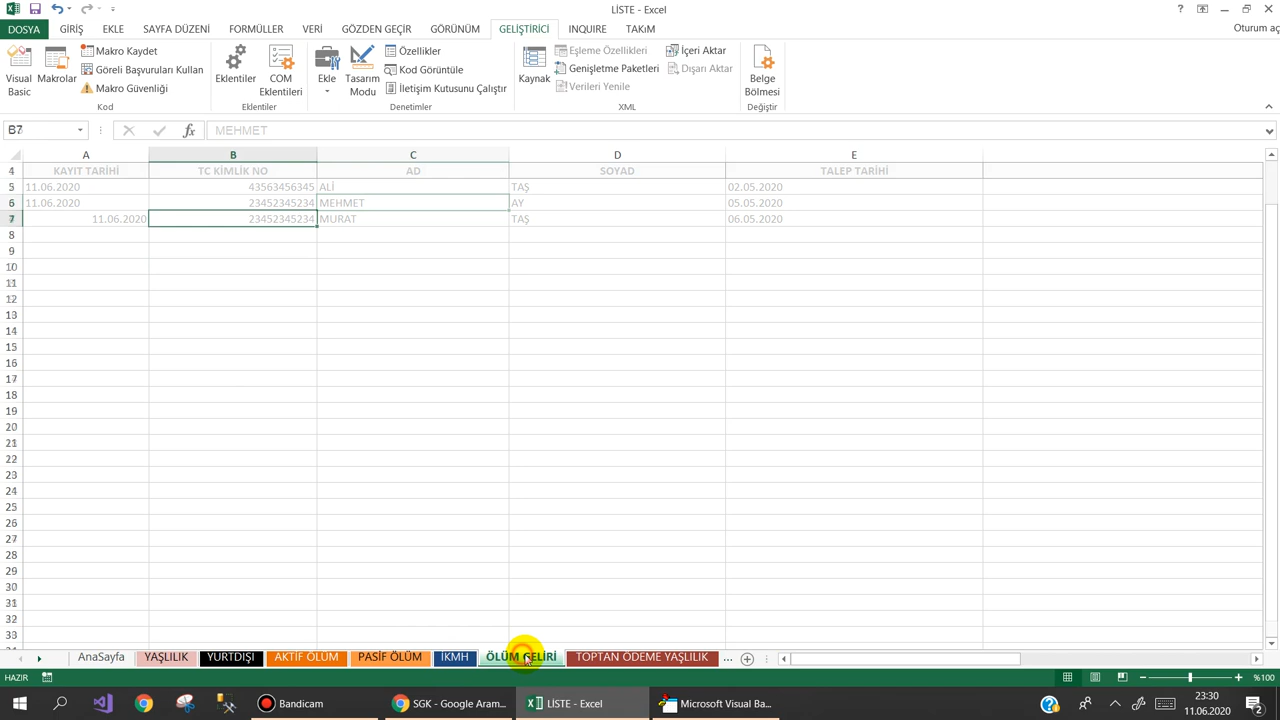 LİSTE - Excel
? 
Oturum aç
DOSYA GİRİŞ EKLE SAYFA DÜZENİ FORMÜLLER VERİ GÖZDEN GEÇİR GÖRÜNÜM GELİŞTİRİCİ INQUIRE TAKIM
Visual Basic
Makrolar
Makro Kaydet
Göreli Başvuruları Kullan
Makro Güvenliği
Kod
Eklentiler
COM Eklentileri
Eklentiler
Ekle
Tasarım Modu
Özellikler
Kod Görüntüle
İletişim Kutusunu Çalıştır
Denetimler
Kaynak
Eşleme Özellikleri
Genişletme Paketleri
Verileri Yenile
İçeri Aktar
Dışarı Aktar
XML
Belge Bölmesi
Değiştir
B7 fx MEHMET
A B C D E
4 KAYIT TARİHİ TC KİMLİK NO AD SOYAD TALEP TARİHİ
5 11.06.2020 43563456345 ALİ TAŞ 02.05.2020
6 11.06.2020 23452345234 MEHMET AY 05.05.2020
7 11.06.2020 23452345234 MURAT TAŞ 06.05.2020
8
9
10
11
12
13
14
15
16
17
18
19
20
21
22
23
24
25
26
27
28
29
30
31
32
33
AnaSayfa YAŞLILIK YURTDIŞI AKTİF ÖLÜM PASİF ÖLÜM İKMH ÖLÜM GELİRİ TOPTAN ÖDEME YAŞLILIK ...
HAZIR %100
Bandicam
SGK - Google Aram...
LİSTE - Excel
Microsoft Visual Ba...
23:30
11.06.2020
2